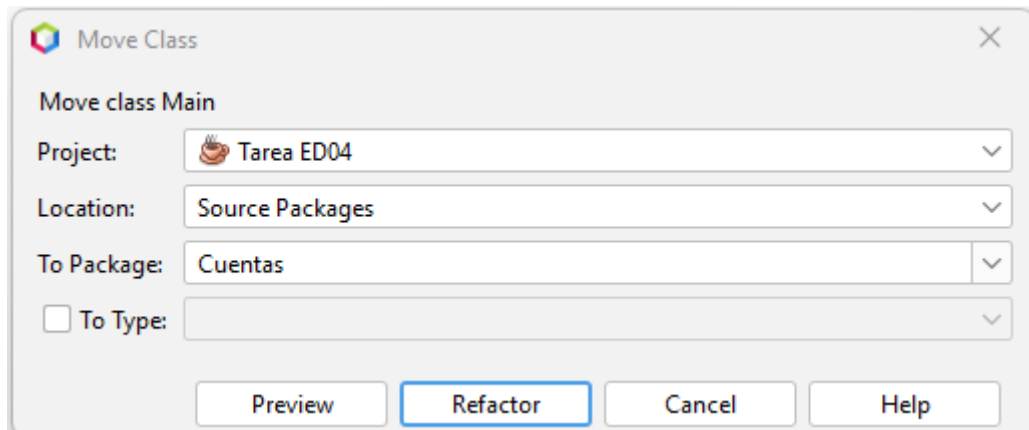 Move Class
Move class Main
Project: Tarea ED04
Location: Source Packages
To Package: Cuentas
To Type:
Preview Refactor Cancel Help